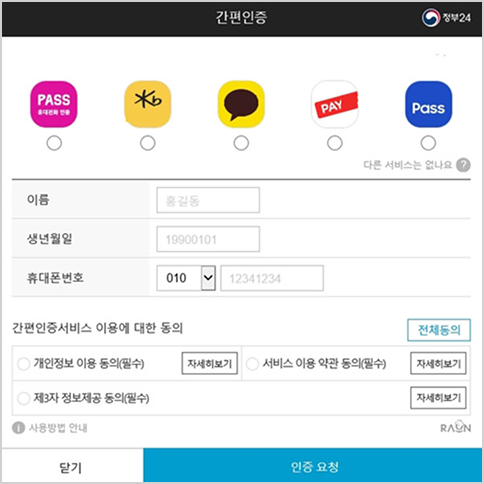 간편인증
정부24
PASS
휴대전화 인증
PAY
Pass
다른 서비스는 없나요 ?
이름
홍길동
생년월일
19900101
휴대폰번호
010
12341234
간편인증서비스 이용에 대한 동의
전체동의
개인정보 이용 동의(필수)
자세히보기
서비스 이용 약관 동의(필수)
자세히보기
제3자 정보제공 동의(필수)
자세히보기
사용방법 안내
RAON
닫기
인증 요청